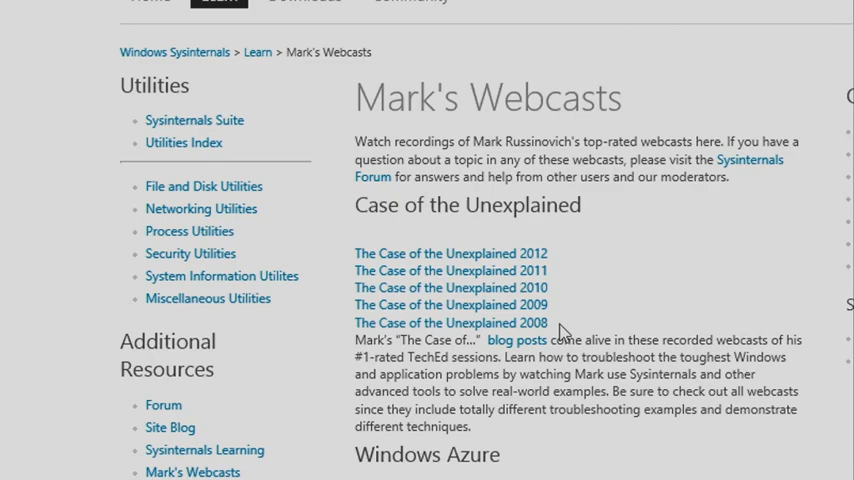 Windows Sysinternals > Learn > Mark's Webcasts
Utilities
Sysinternals Suite
Utilities Index
File and Disk Utilities
Networking Utilities
Process Utilities
Security Utilities
System Information Utilites
Miscellaneous Utilities
Additional
Resources
Forum
Site Blog
Sysinternals Learning
Mark's Webcasts
Mark's Webcasts
Watch recordings of Mark Russinovich's top-rated webcasts here. If you have a
question about a topic in any of these webcasts, please visit the Sysinternals
Forum for answers and help from other users and our moderators.
Case of the Unexplained
The Case of the Unexplained 2012
The Case of the Unexplained 2011
The Case of the Unexplained 2010
The Case of the Unexplained 2009
The Case of the Unexplained 2008
Mark's "The Case of..." blog posts come alive in these recorded webcasts of his
#1-rated TechEd sessions. Learn how to troubleshoot the toughest Windows
and application problems by watching Mark use Sysinternals and other
advanced tools to solve real-world examples. Be sure to check out all webcasts
since they include totally different troubleshooting examples and demonstrate
different techniques.
Windows Azure